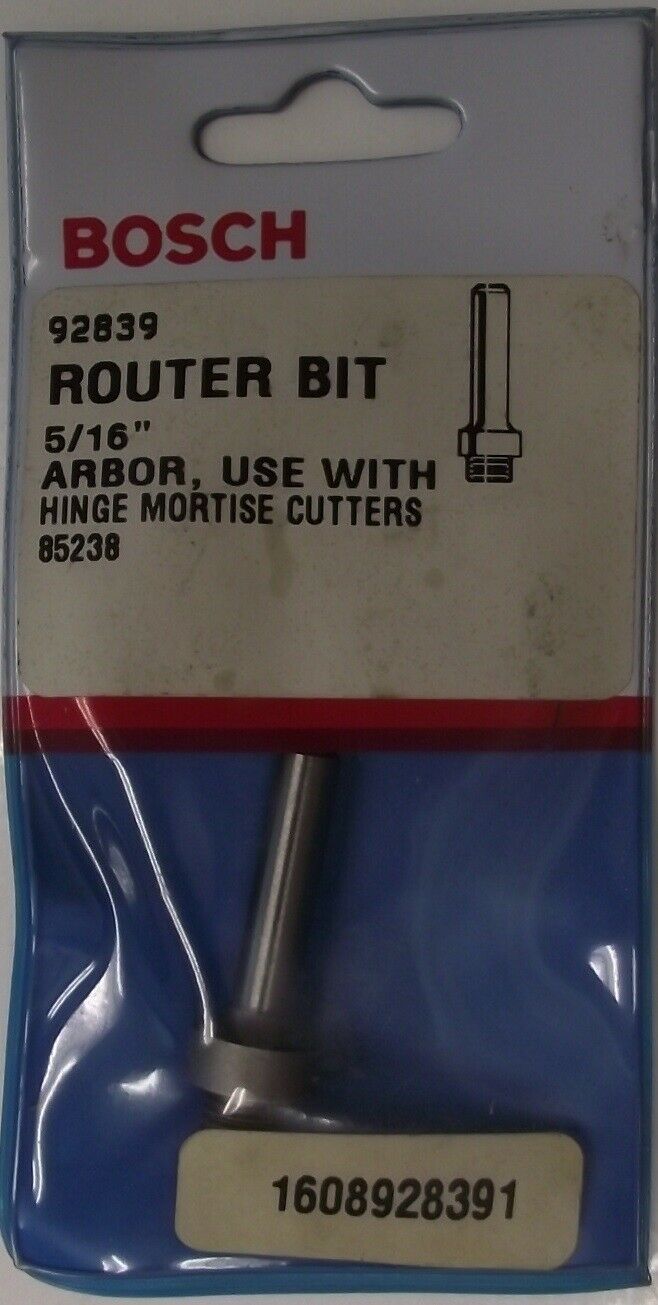 BOSCH
92839
ROUTER BIT
5/16"
ARBOR, USE WITH
HINGE MORTISE CUTTERS
85238
1608928391